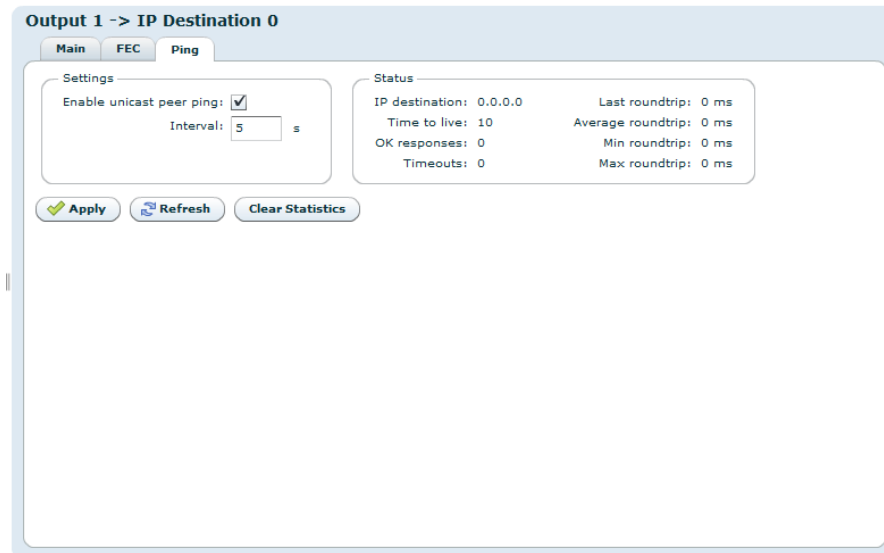 Output 1 -> IP Destination 0
Main FEC Ping
Settings
Enable unicast peer ping:
Interval: 5 s
Status
IP destination: 0.0.0.0 Last roundtrip: 0 ms
Time to live: 10 Average roundtrip: 0 ms
OK responses: 0 Min roundtrip: 0 ms
Timeouts: 0 Max roundtrip: 0 ms
Apply Refresh Clear Statistics